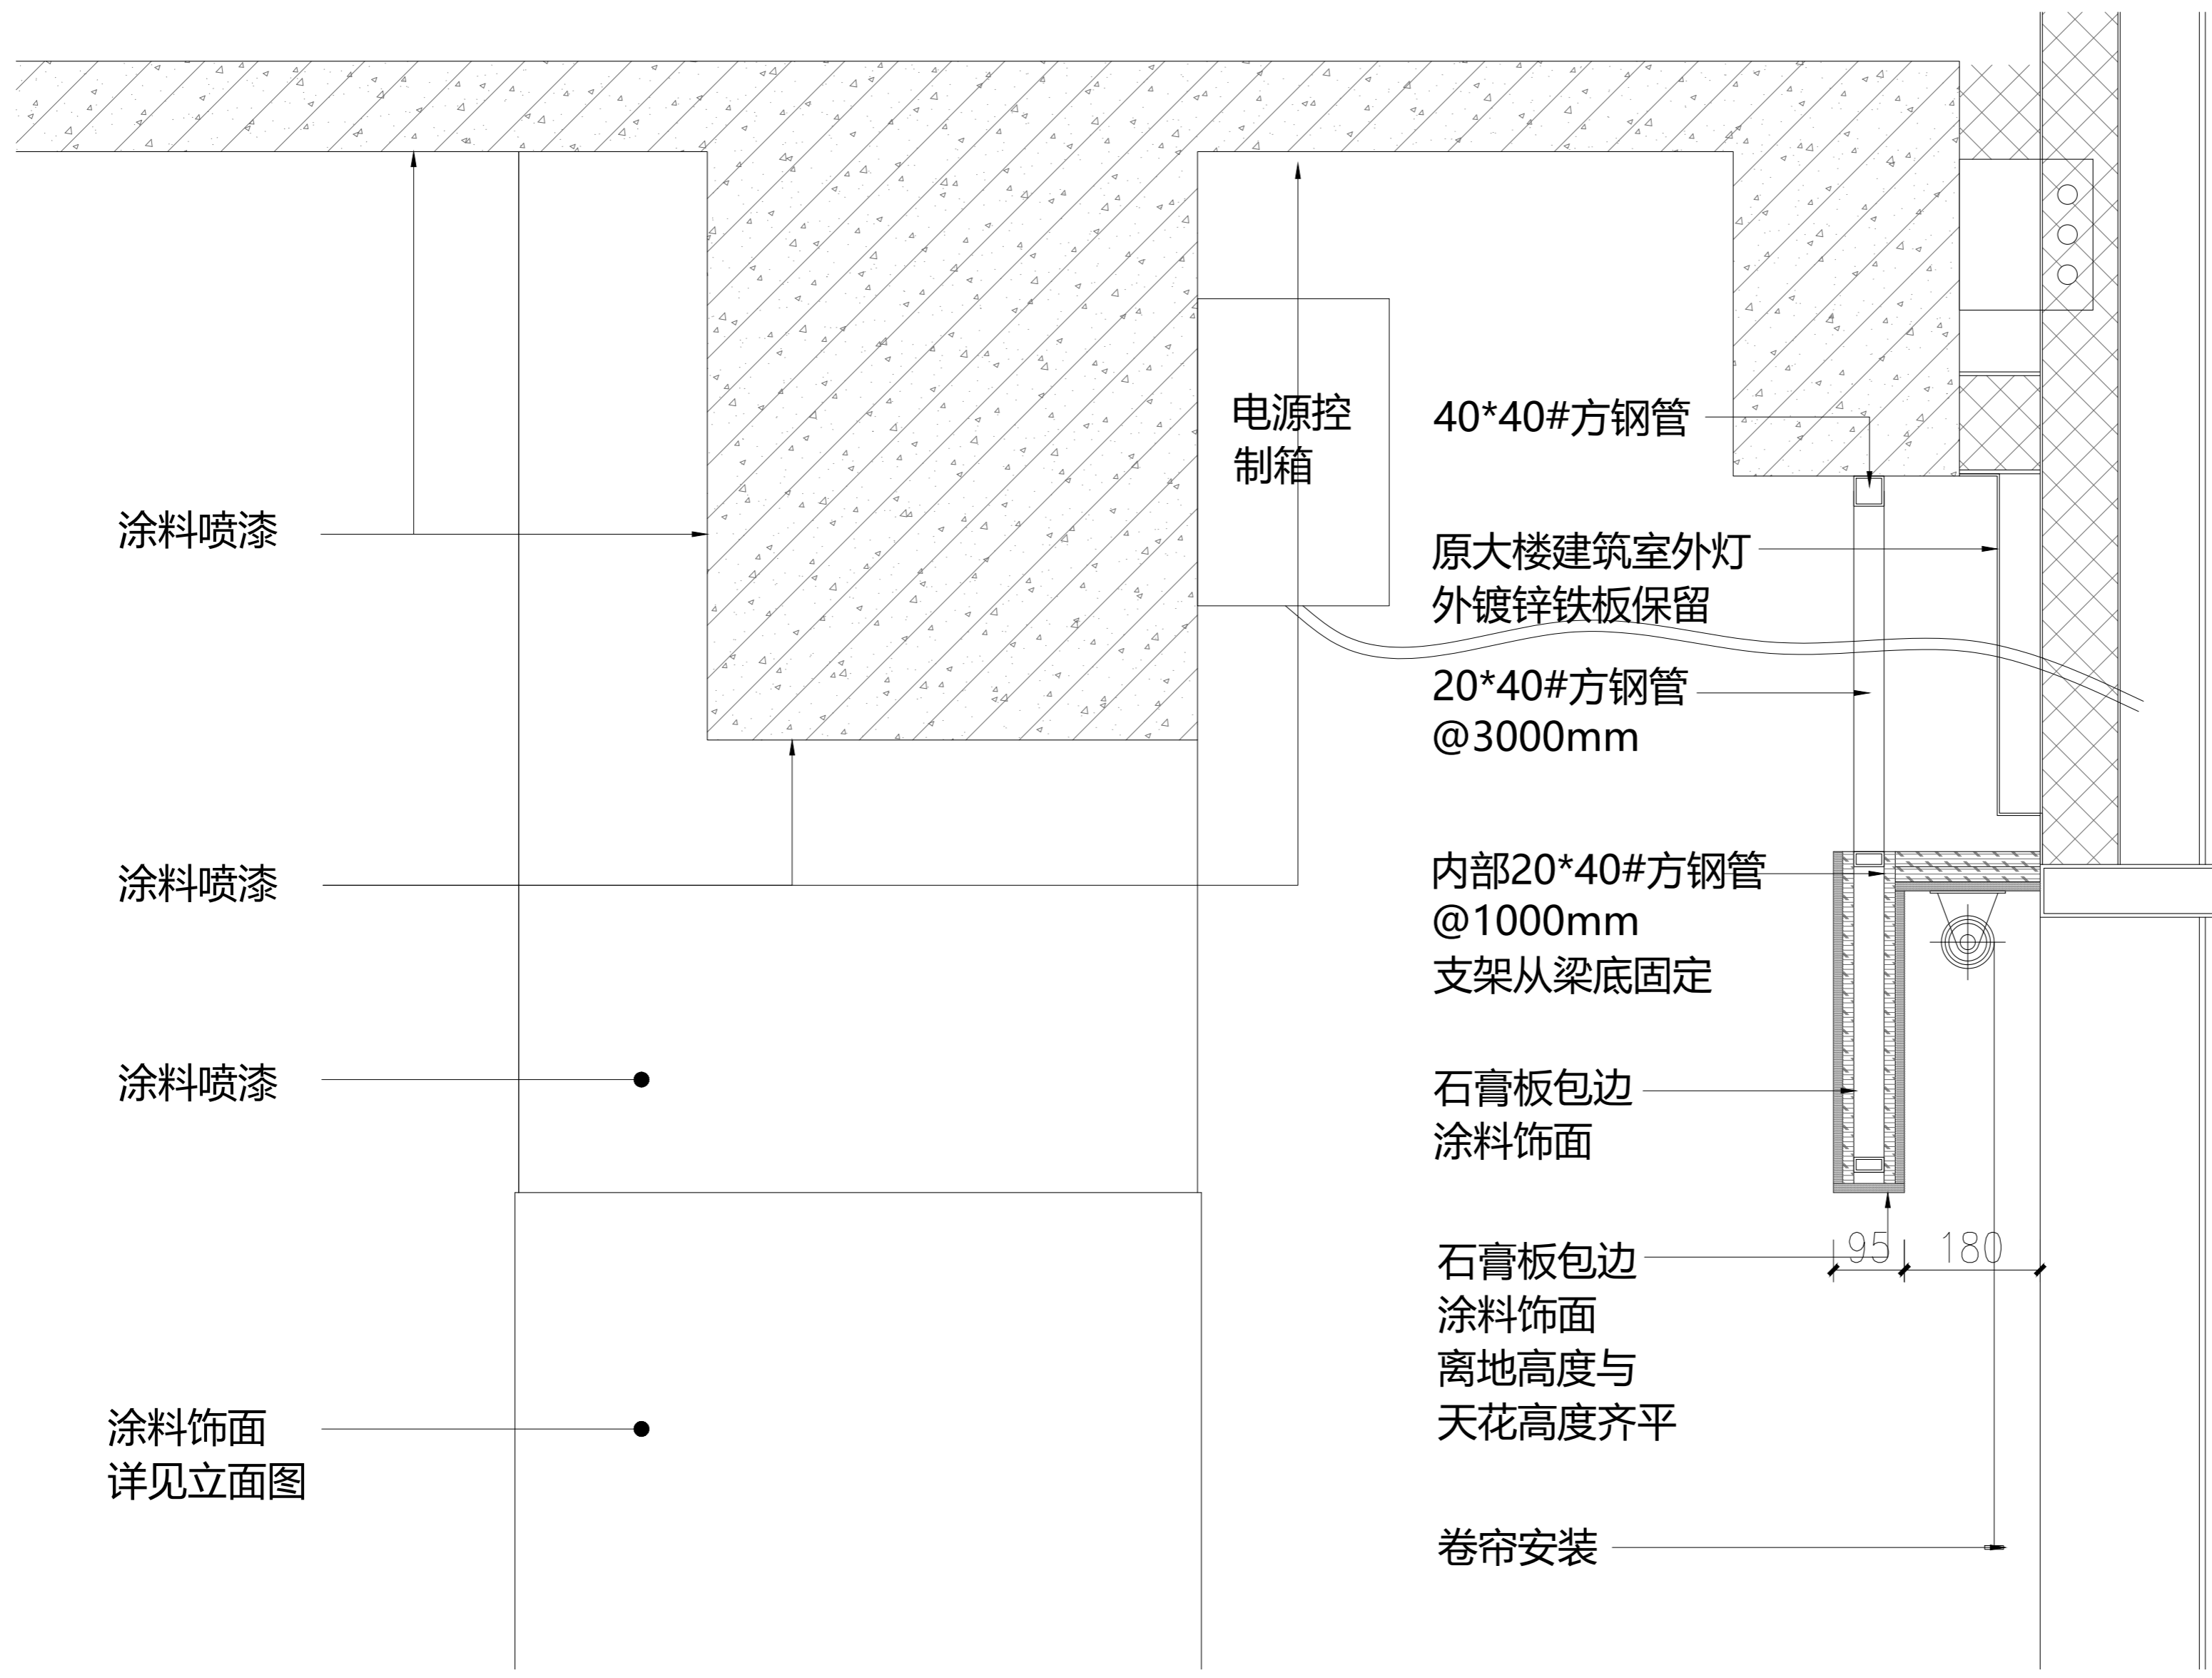 涂料喷漆
涂料喷漆
涂料喷漆
涂料饰面
详见立面图
电源控
制箱
40*40#方钢管
原大楼建筑室外灯
外镀锌铁板保留
20*40#方钢管
@3000mm
内部20*40#方钢管
@1000mm
支架从梁底固定
石膏板包边
涂料饰面
石膏板包边
涂料饰面
离地高度与
天花高度齐平
95 180
卷帘安装